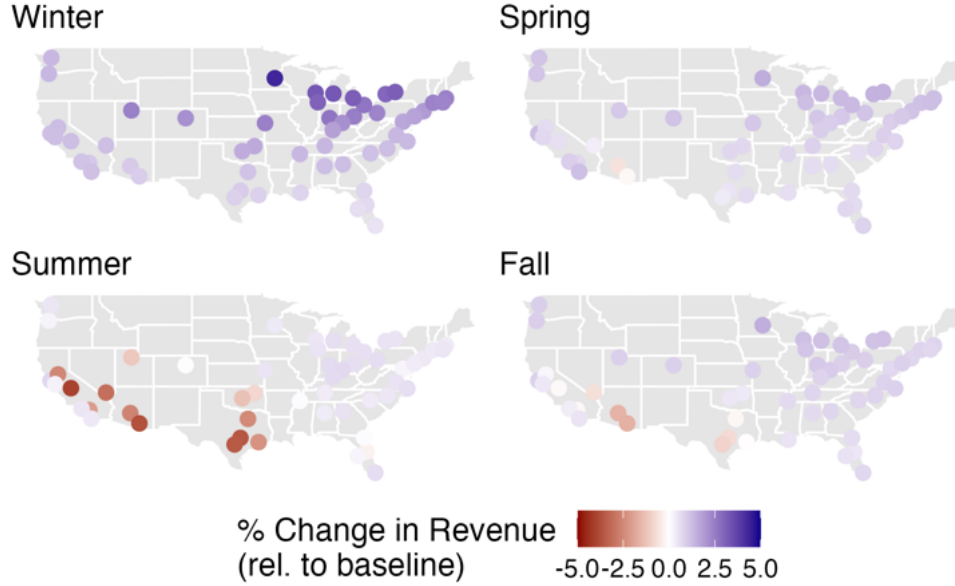 Winter
Spring
Summer
Fall
% Change in Revenue
(rel. to baseline)
-5.0 -2.5 0.0 2.5 5.0